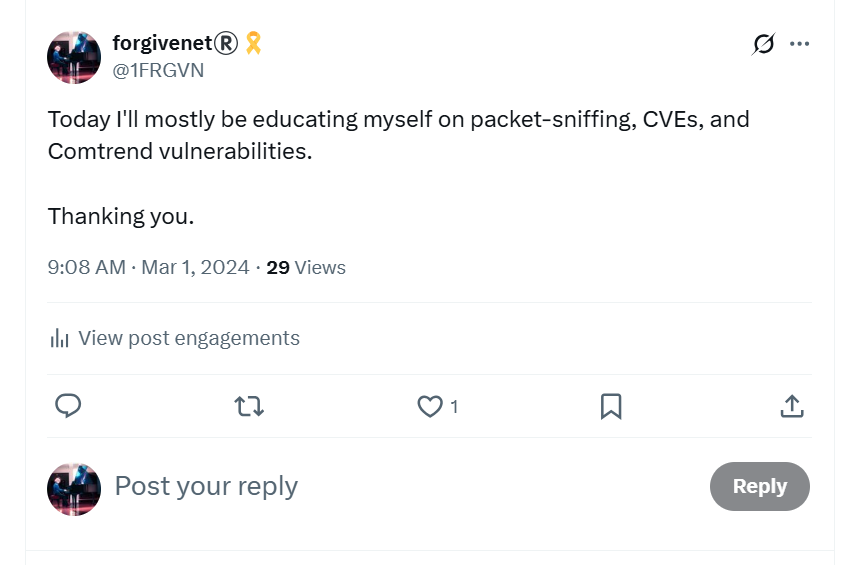 forgivenet®🎗️
@1FRGVN
Today I'll mostly be educating myself on packet-sniffing, CVEs, and
Comtrend vulnerabilities.
Thanking you.
9:08 AM · Mar 1, 2024 · 29 Views
View post engagements
1
Post your reply
Reply